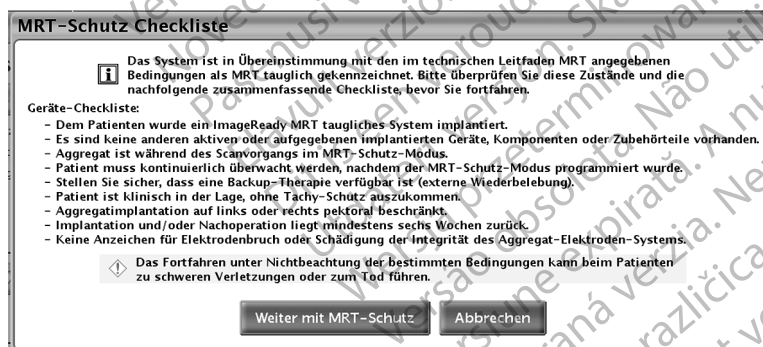 MRT-Schutz Checkliste
Das System ist in Übereinstimmung mit den im technischen Leitfaden MRT angegebenen
Bedingungen als MRT tauglich gekennzeichnet. Bitte überprüfen Sie diese Zustände und die
nachfolgende zusammenfassende Checkliste, bevor Sie fortfahren.
Geräte-Checkliste:
- Dem Patienten wurde ein ImageReady MRT taugliches System implantiert.
- Es sind keine anderen aktiven oder aufgegebenen implantierten Geräte, Komponenten oder Zubehörteile vorhanden.
- Aggregat ist während des Scanvorgangs im MRT-Schutz-Modus.
- Patient muss kontinuierlich überwacht werden, nachdem der MRT-Schutz-Modus programmiert wurde.
- Stellen Sie sicher, dass eine Backup-Therapie verfügbar ist (externe Wiederbelebung).
- Patient ist klinisch in der Lage, ohne Tachy-Schutz auszukommen.
- Aggregatimplantation auf links oder rechts pektoral beschränkt.
- Implantation und/oder Nachoperation liegt mindestens sechs Wochen zurück.
- Keine Anzeichen für Elektrodenbruch oder Schädigung der Integrität des Aggregat-Elektroden-Systems.
Das Fortfahren unter Nichtbeachtung der bestimmten Bedingungen kann beim Patienten
zu schweren Verletzungen oder zum Tod führen.
Weiter mit MRT-Schutz
Abbrechen